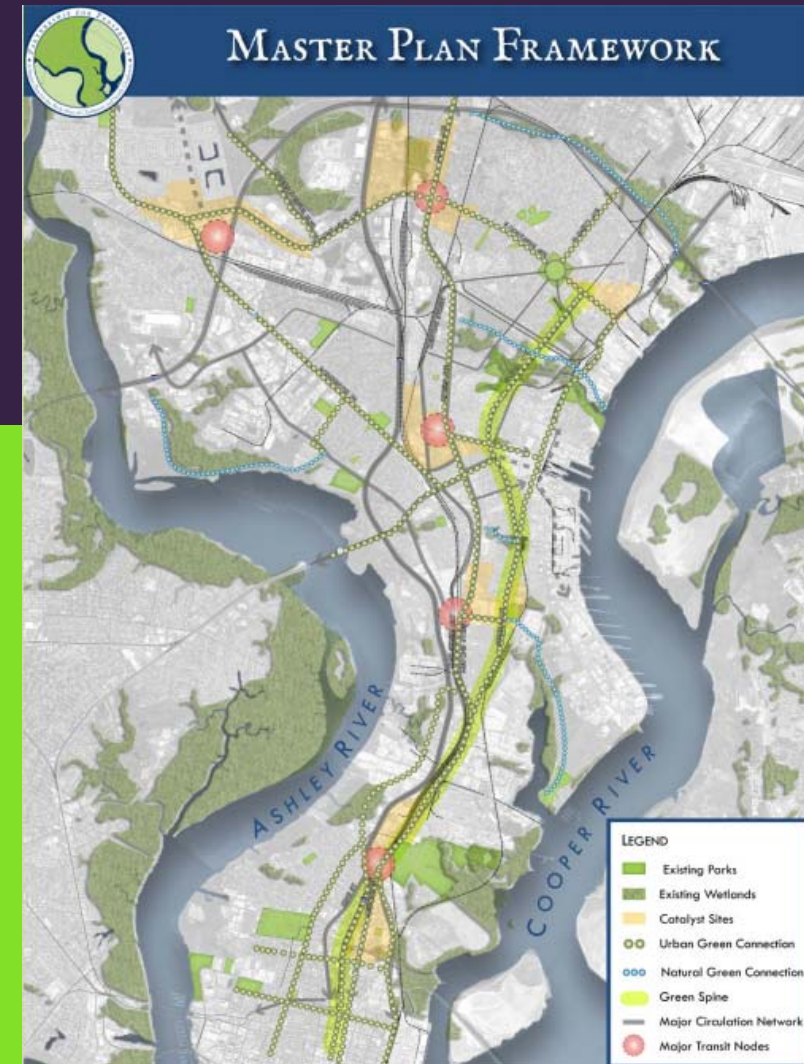 MASTER PLAN FRAMEWORK
ASHLEY RIVER
COOPER RIVER
LEGEND
Existing Parks
Existing Wetlands
Catalyst Sites
Urban Green Connection
Natural Green Connection
Green Spine
Major Circulation Network
Major Transit Nodes